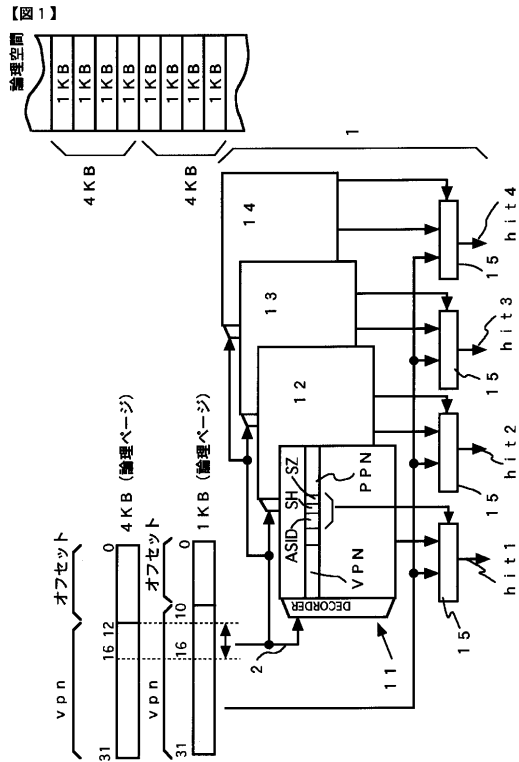 【図1】
論理空間
1KB
1KB
1KB
1KB
1KB
1KB
1KB
1KB
4KB
4KB
1
vpn
オフセット
31
16
12
0
4KB (論理ページ)
vpn
オフセット
31
16
10
0
1KB (論理ページ)
2
11
12
13
14
DECORDER
ASID
SH
SZ
VPN
PPN
15
15
15
15
hit1
hit2
hit3
hit4